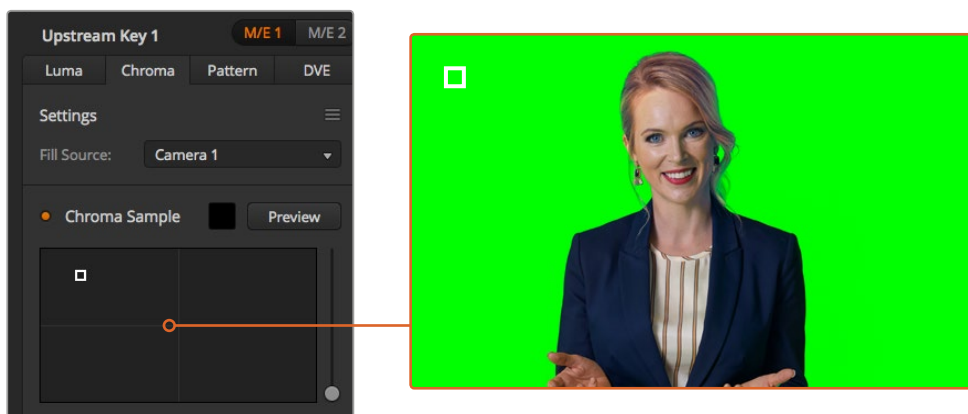 Upstream Key 1 M/E 1 M/E 2
Luma Chroma Pattern DVE
Settings
Fill Source: Camera 1
Chroma Sample Preview